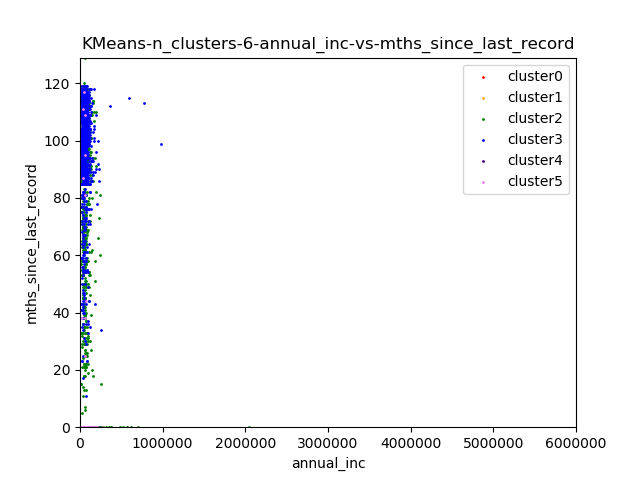 KMeans-n_clusters-6-annual_inc-vs-mths_since_last_record
120
100
80
60
40
20
0
mths_since_last_record
cluster0
cluster1
cluster2
cluster3
cluster4
cluster5
0 1000000 2000000 3000000 4000000 5000000 6000000
annual_inc